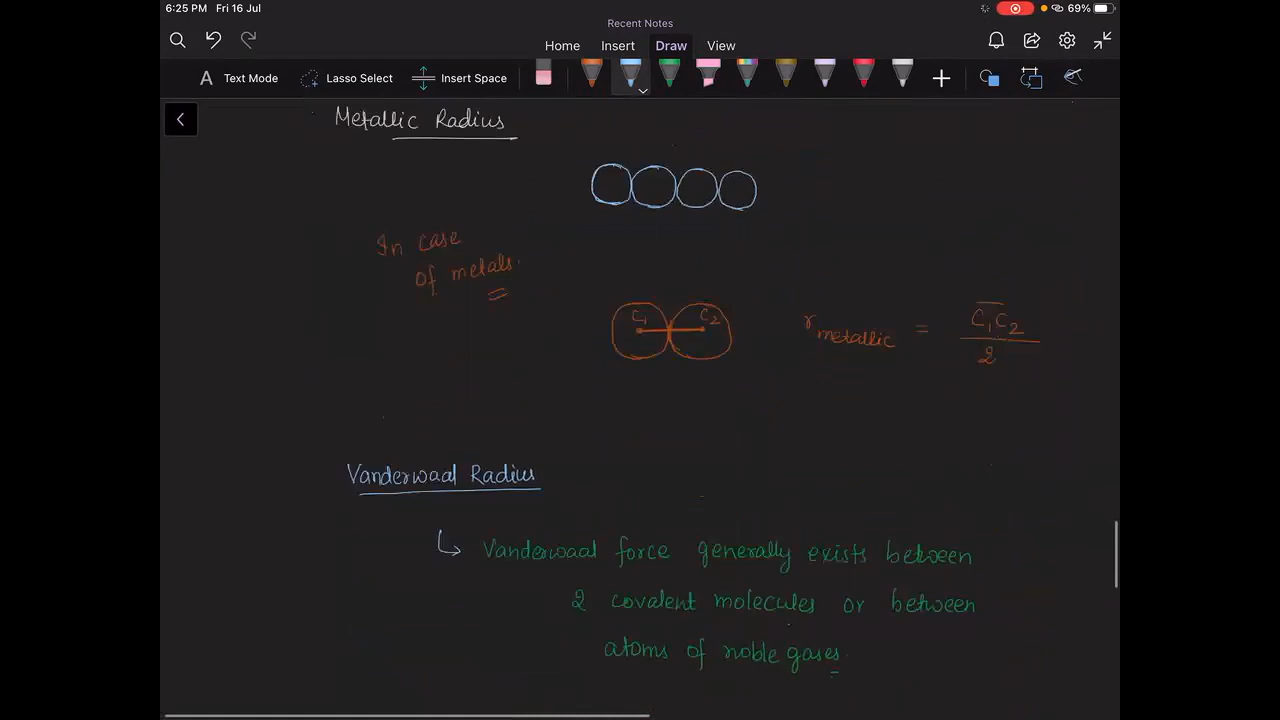 6:25 PM Fri 16 Jul
69%
Recent Notes
Home Insert Draw View
Text Mode Lasso Select Insert Space
Metallic Radius
In case
of metals.
C1 C2
r metallic = C1C2
2
Vanderwaal Radius
Vanderwaal force generally exists between
2 covalent molecules or between
atoms of noble gases.